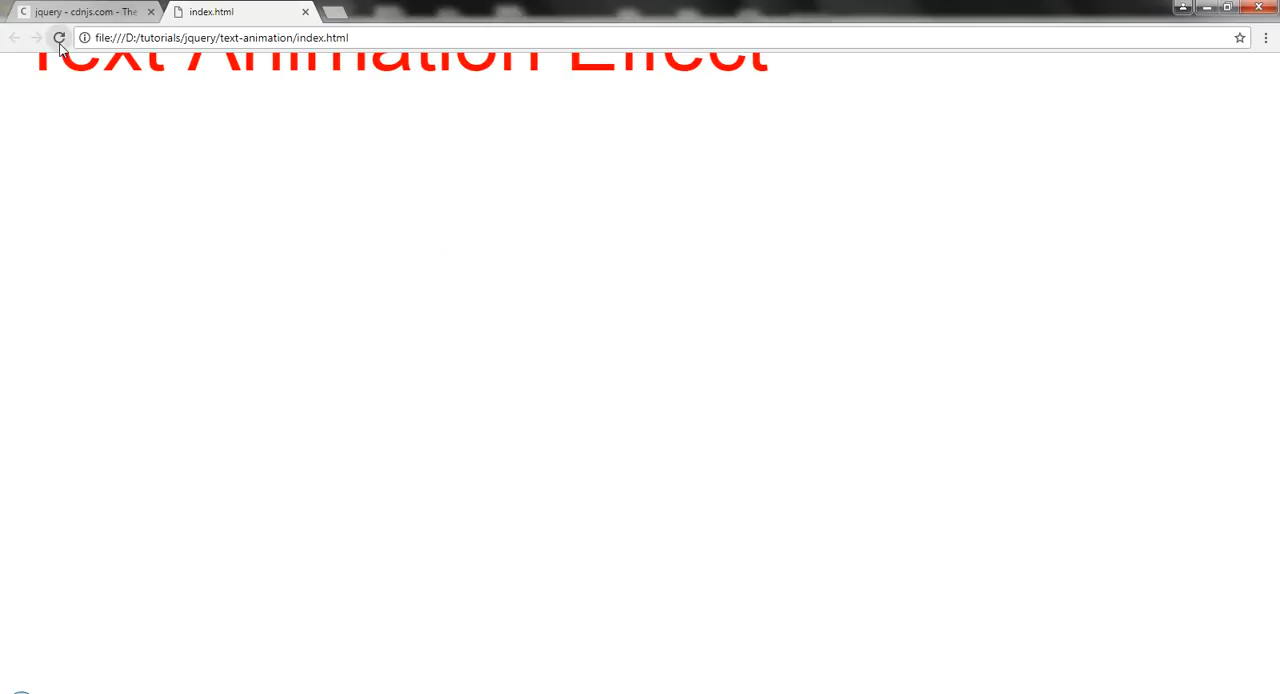 jquery - cdnjs.com - The
index.html
file:///D:/tutorials/jquery/text-animation/index.html
Text Animation Effect